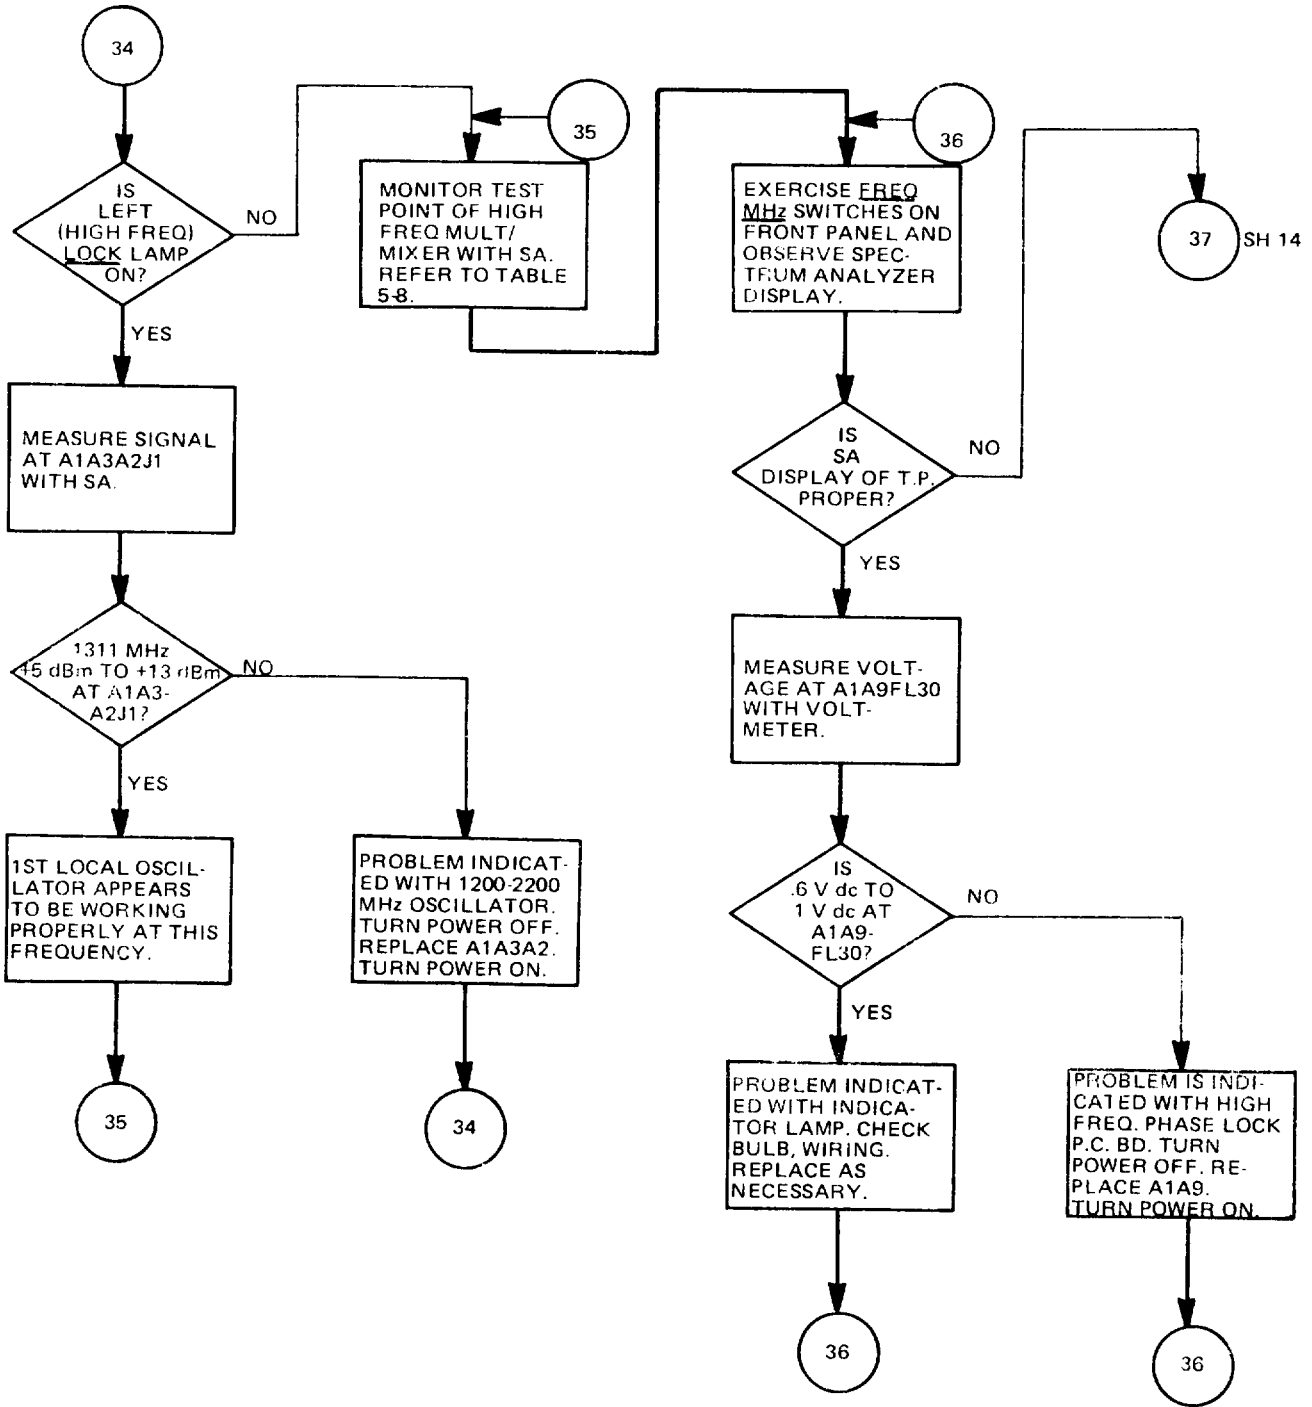 34
IS
LEFT
(HIGH FREQ)
LOCK LAMP
ON?
NO
YES
MEASURE SIGNAL
AT A1A3A2J1
WITH SA.
1311 MHz
+5 dBm TO +13 dBm
AT A1A3-
A2J1?
NO
YES
1ST LOCAL OSCIL-
LATOR APPEARS
TO BE WORKING
PROPERLY AT THIS
FREQUENCY.
35
PROBLEM INDICAT-
ED WITH 1200-2200
MHz OSCILLATOR.
TURN POWER OFF.
REPLACE A1A3A2.
TURN POWER ON.
34
35
MONITOR TEST
POINT OF HIGH
FREQ MULT/
MIXER WITH SA.
REFER TO TABLE
5-8.
36
EXERCISE FREQ
MHz SWITCHES ON
FRONT PANEL AND
OBSERVE SPEC-
TRUM ANALYZER
DISPLAY.
IS
SA
DISPLAY OF T.P.
PROPER?
NO
37 SH 14
YES
MEASURE VOLT-
AGE AT A1A9FL30
WITH VOLT-
METER.
IS
.6 V dc TO
1 V dc AT
A1A9-
FL30?
NO
YES
PROBLEM INDICAT-
ED WITH INDICA-
TOR LAMP. CHECK
BULB, WIRING.
REPLACE AS
NECESSARY.
36
PROBLEM IS INDI-
CATED WITH HIGH
FREQ. PHASE LOCK
P.C. BD. TURN
POWER OFF. RE-
PLACE A1A9.
TURN POWER ON.
36